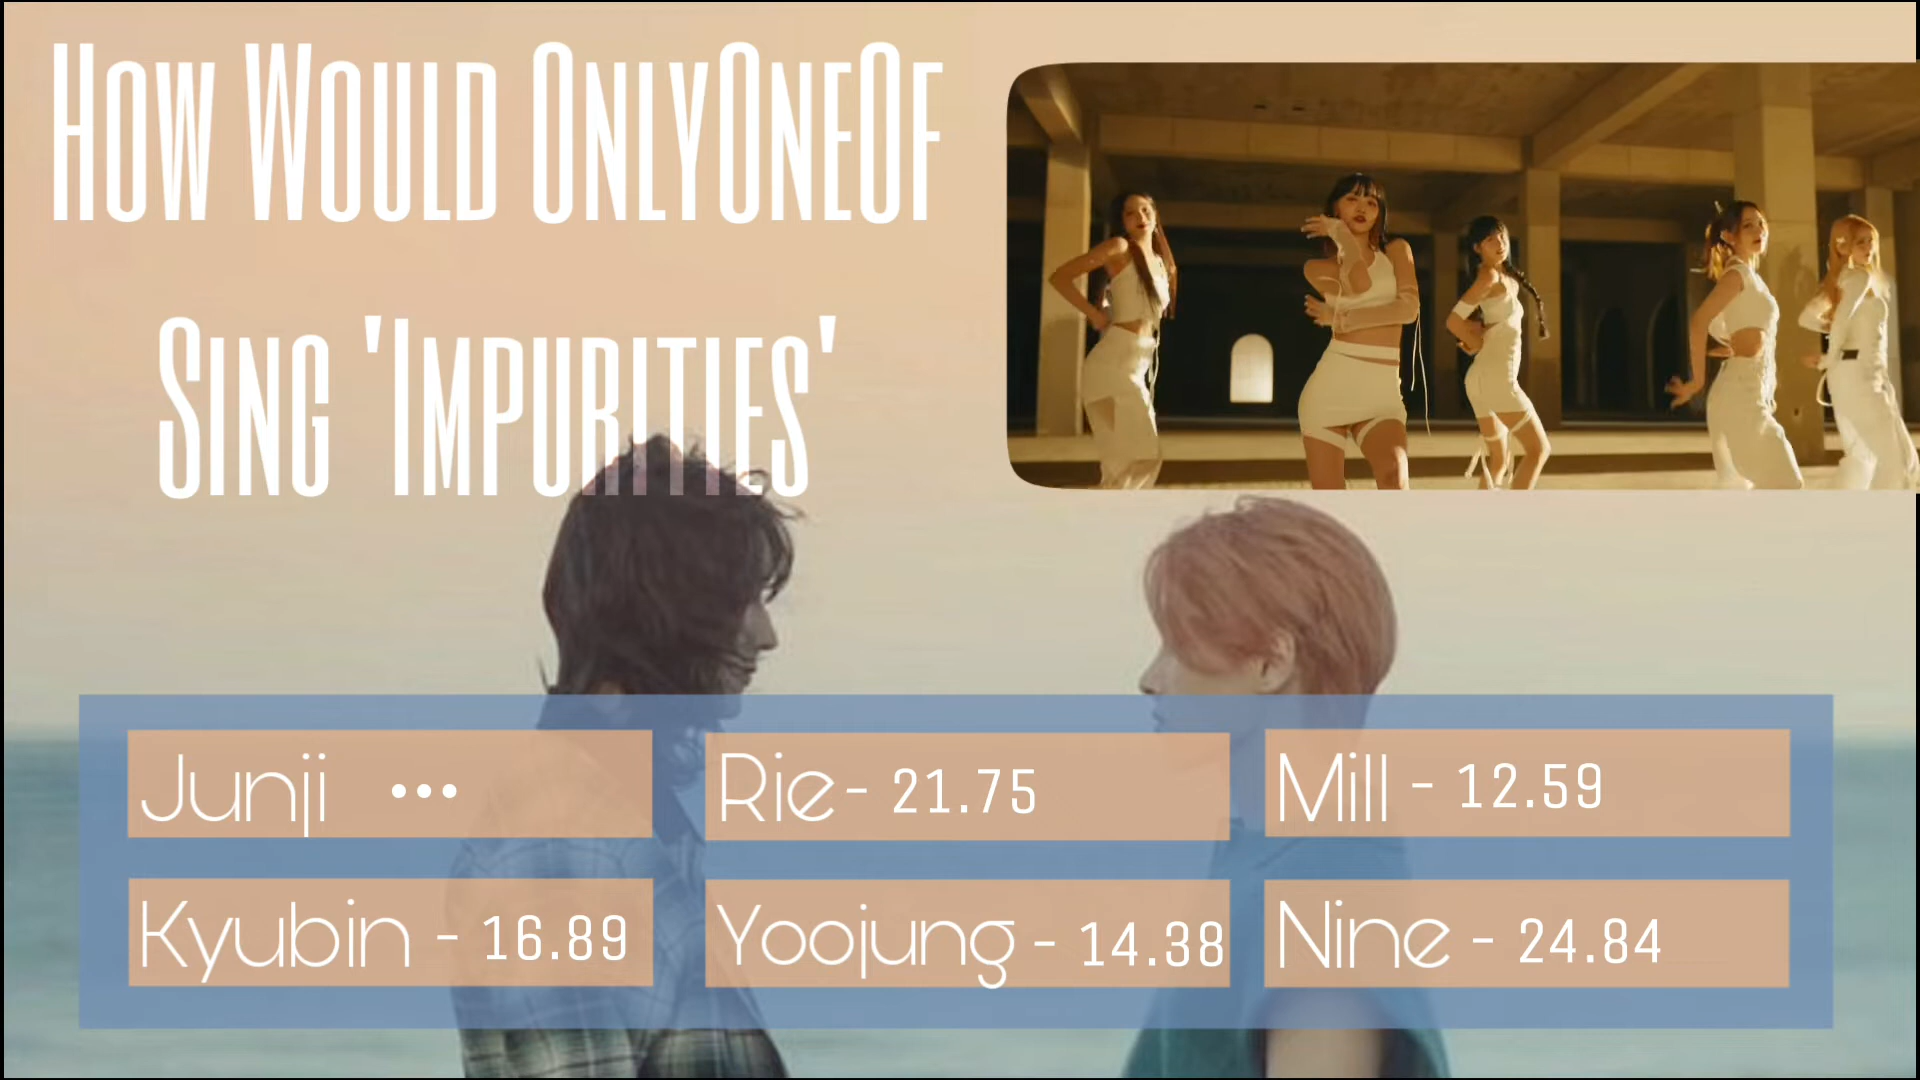 How Would OnlyOneOf
Sing 'Impurities'
Junji ...
Rie - 21.75
Mill - 12.59
Kyubin - 16.89
Yoojung - 14.38
Nine - 24.84